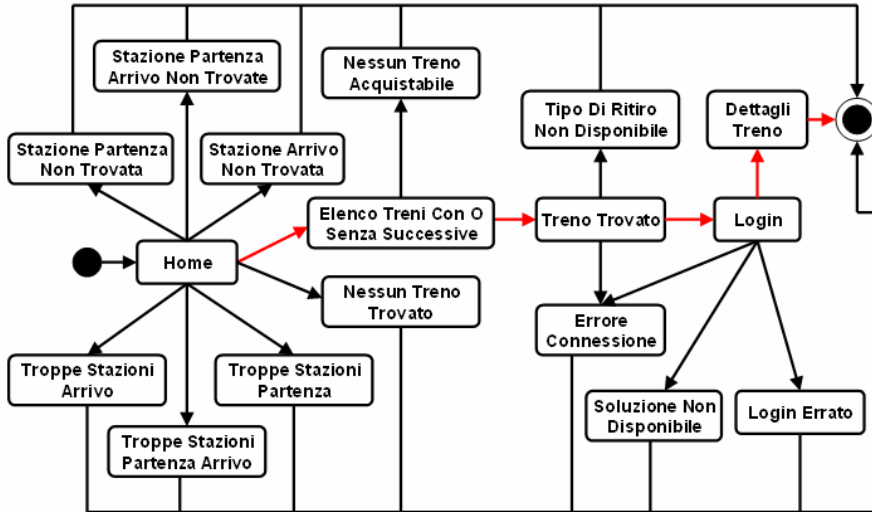 Stazione Partenza
Arrivo Non Trovate
Nessun Treno
Acquistabile
Tipo Di Ritiro
Non Disponibile
Dettagli
Treno
Stazione Partenza
Non Trovata
Stazione Arrivo
Non Trovata
Elenco Treni Con O
Senza Successive
Treno Trovato
Login
Home
Nessun Treno
Trovato
Errore
Connessione
Troppe Stazioni
Arrivo
Troppe Stazioni
Partenza
Troppe Stazioni
Partenza Arrivo
Soluzione Non
Disponibile
Login Errato